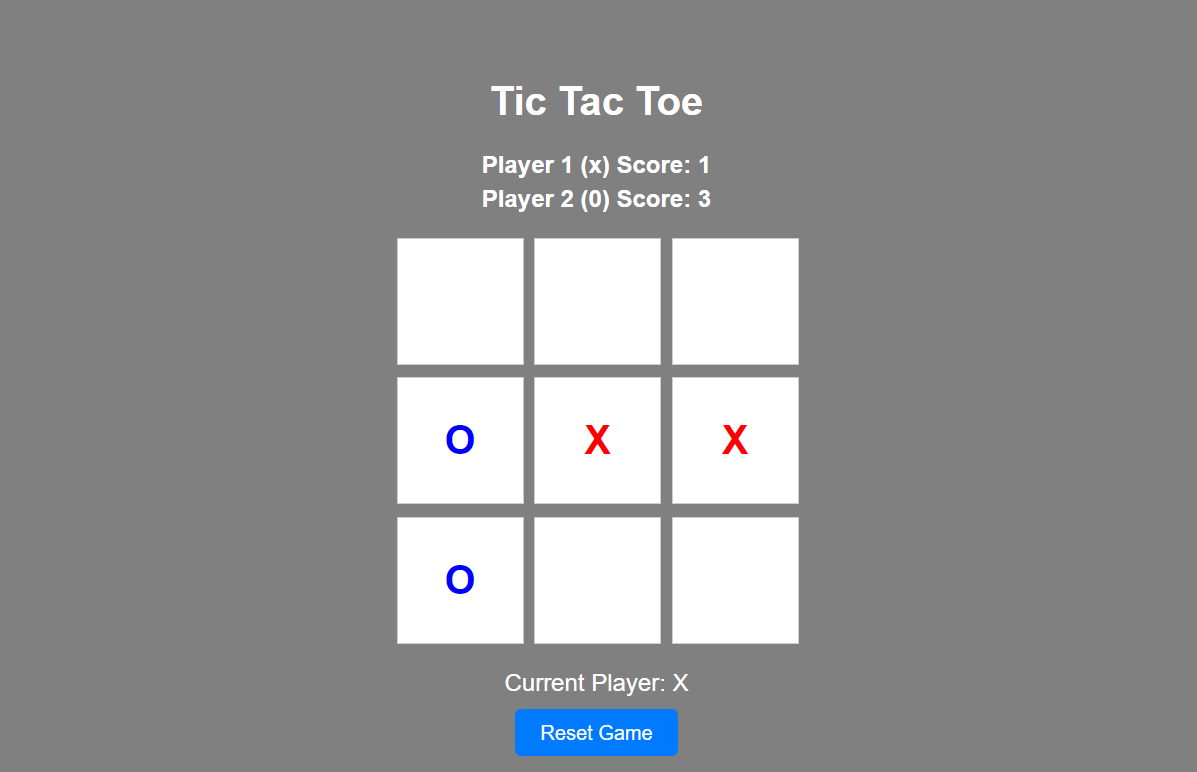 Tic Tac Toe
Player 1 (x) Score: 1
Player 2 (0) Score: 3
O X X
O
Current Player: X
Reset Game